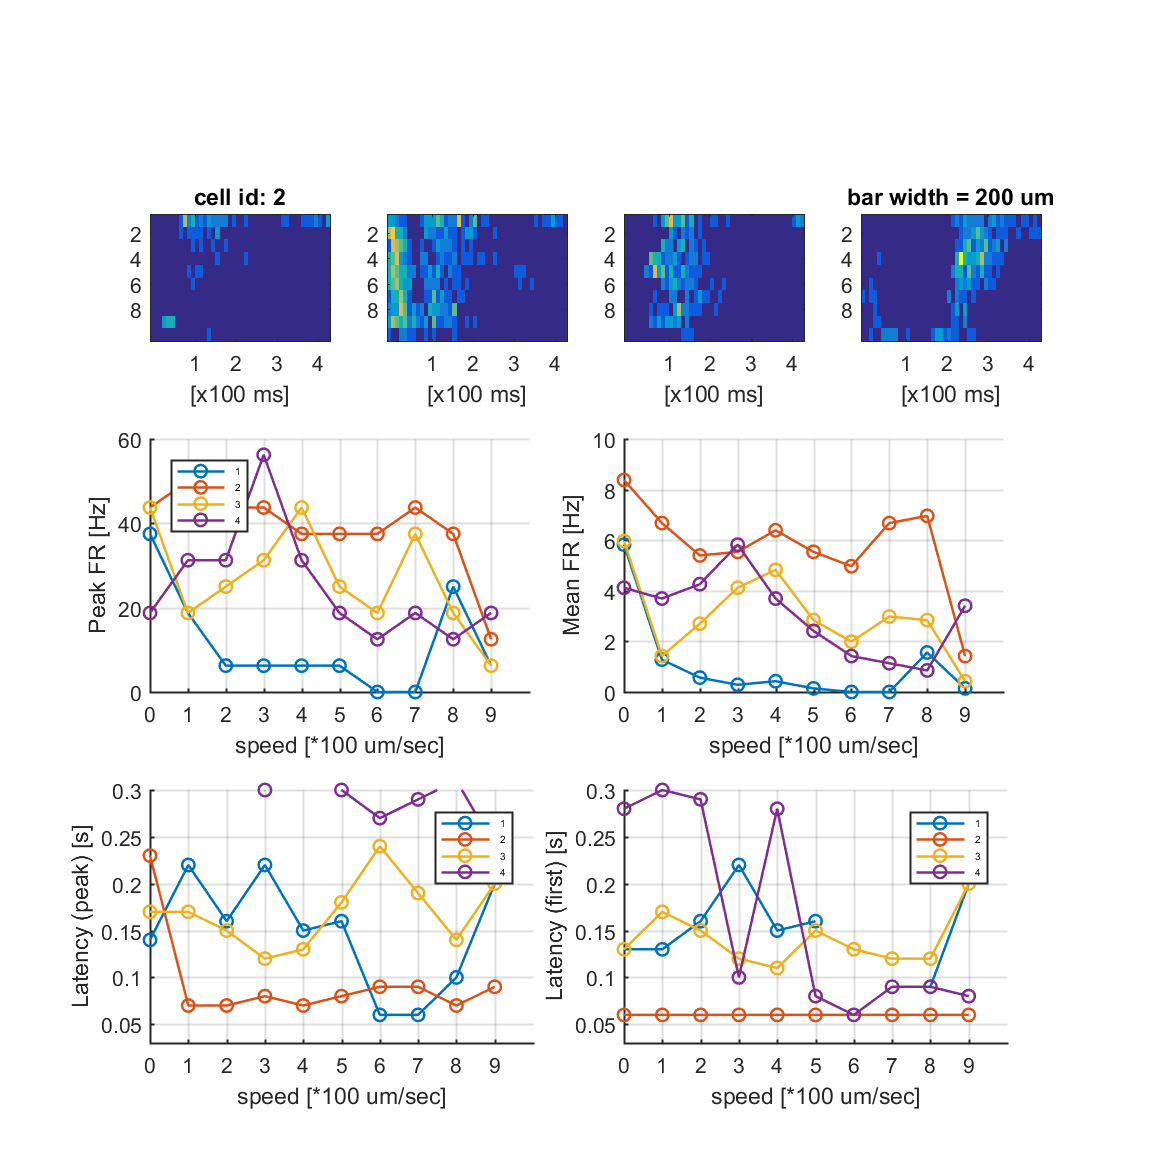 cell id: 2
bar width = 200 um
2 2 2 2
4 4 4 4
6 6 6 6
8 8 8 8
1 2 3 4 1 2 3 4 1 2 3 4 1 2 3 4
[x100 ms] [x100 ms] [x100 ms] [x100 ms]
Peak FR [Hz]
60
40
20
0
1
2
3
4
0 1 2 3 4 5 6 7 8 9
speed [*100 um/sec]
Mean FR [Hz]
10
8
6
4
2
0
0 1 2 3 4 5 6 7 8 9
speed [*100 um/sec]
Latency (peak) [s]
0.3
0.25
0.2
0.15
0.1
0.05
1
2
3
4
0 1 2 3 4 5 6 7 8 9
speed [*100 um/sec]
Latency (first) [s]
0.3
0.25
0.2
0.15
0.1
0.05
1
2
3
4
0 1 2 3 4 5 6 7 8 9
speed [*100 um/sec]